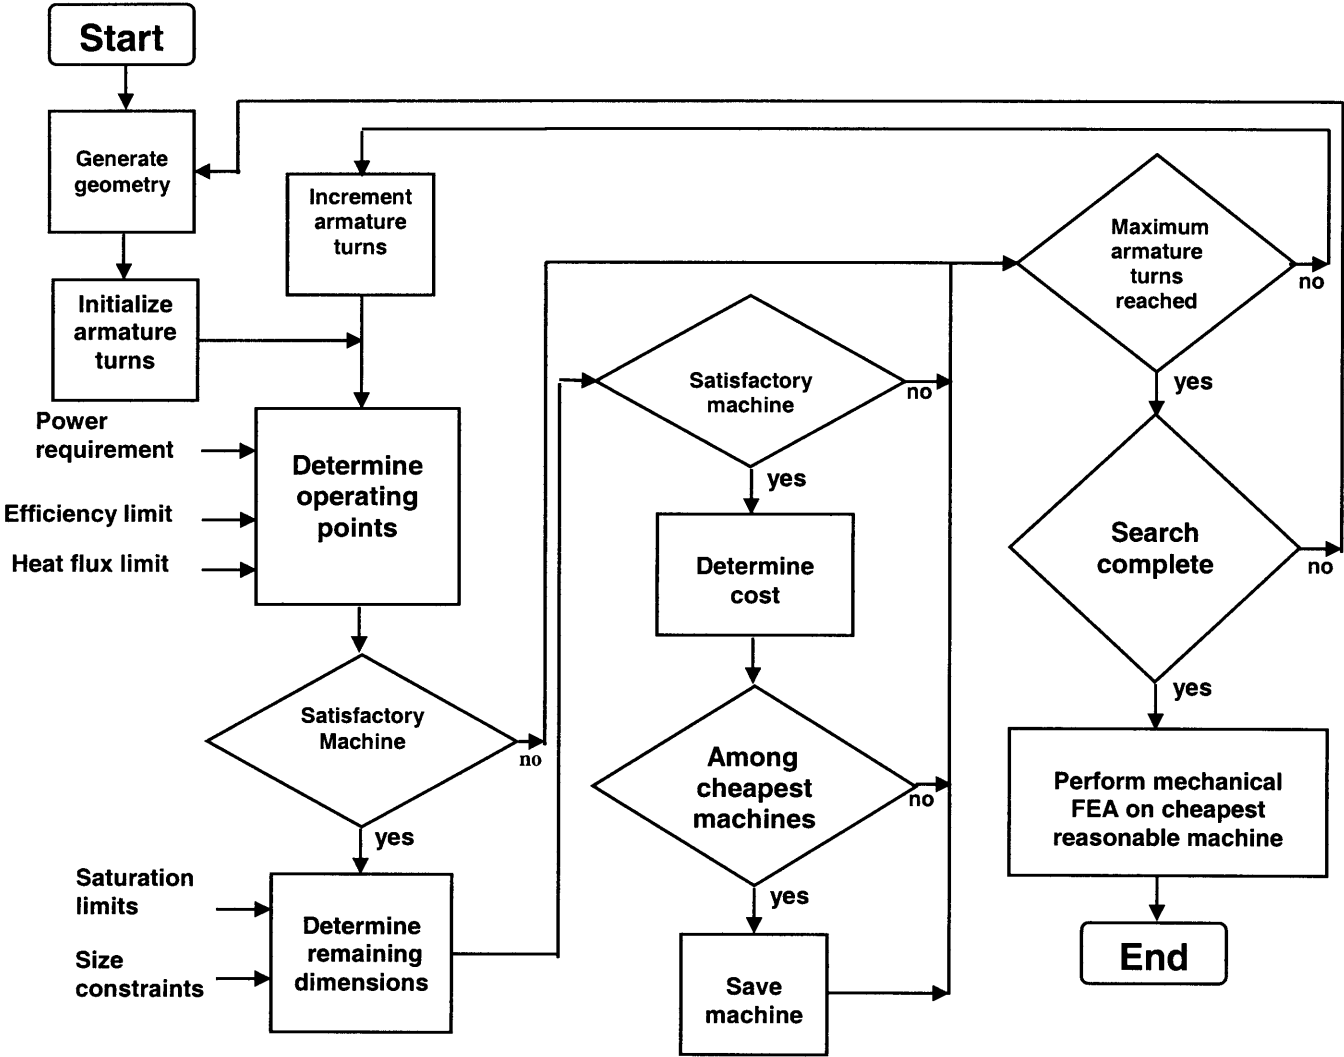 Start
Generate
geometry
Initialize
armature
turns
Increment
armature
turns
Power
requirement
Efficiency limit
Heat flux limit
Determine
operating
points
Satisfactory
Machine
no
yes
Saturation
limits
Size
constraints
Determine
remaining
dimensions
Satisfactory
machine
no
yes
Determine
cost
Among
cheapest
machines
no
yes
Save
machine
Maximum
armature
turns
reached
no
yes
Search
complete
no
yes
Perform mechanical
FEA on cheapest
reasonable machine
End